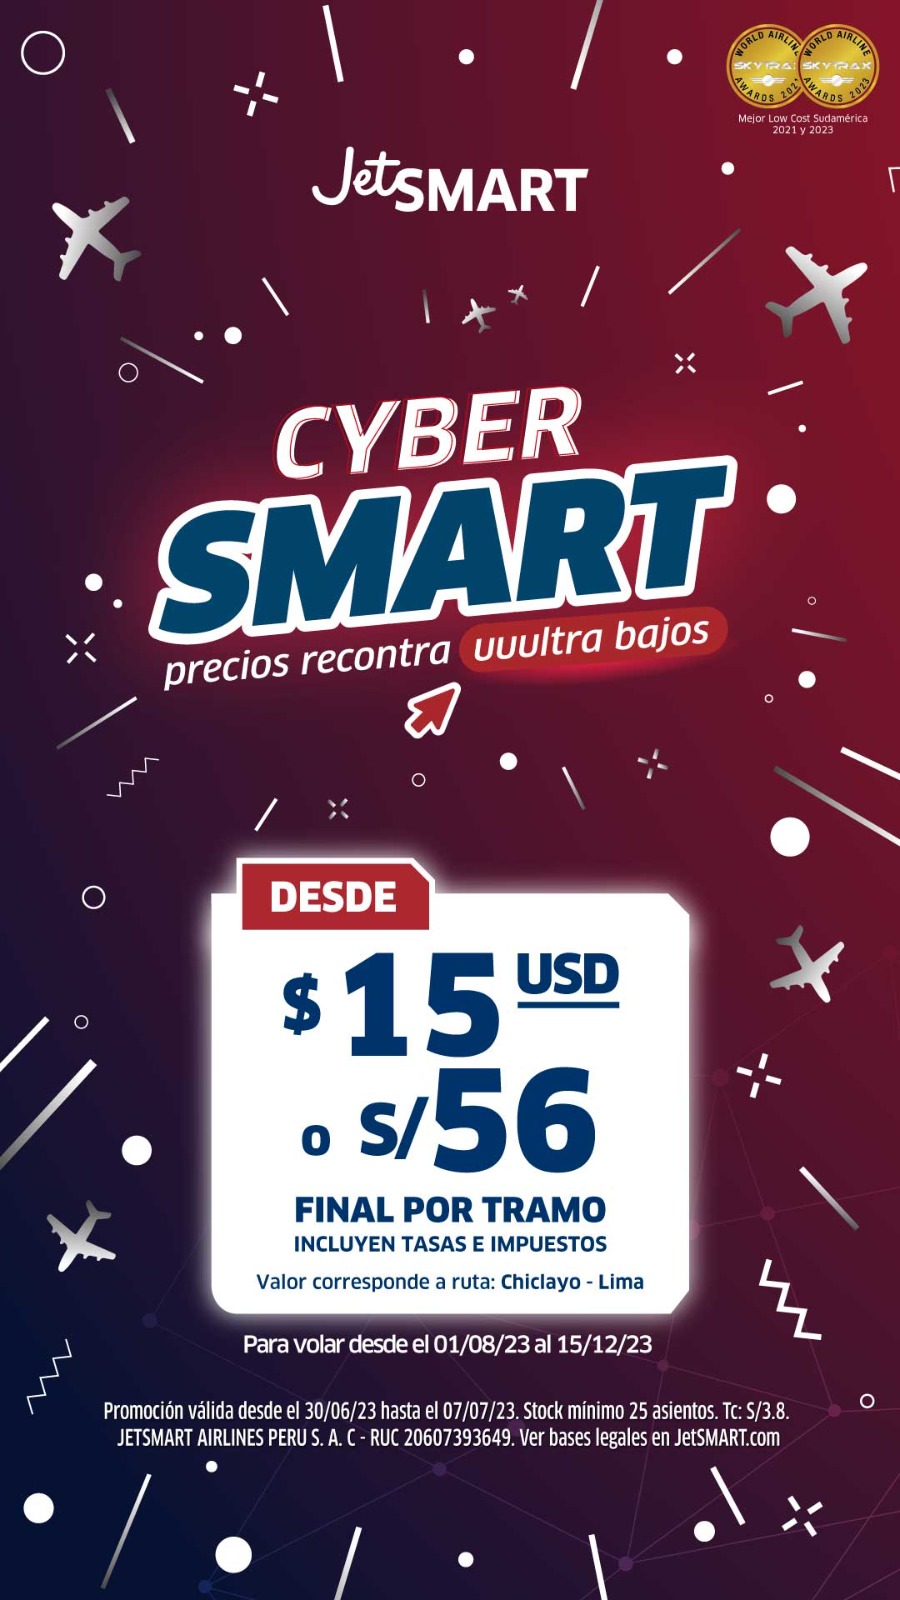 WORLD AIRLINE
SKYTRAX
AWARDS 2021
WORLD AIRLINE
SKYTRAX
AWARDS 2023
Mejor Low Cost Sudamérica
2021 y 2023
JetSMART
CYBER
SMART
precios recontra uuultra bajos
DESDE
$ 15 USD
o S/56
FINAL POR TRAMO
INCLUYEN TASAS E IMPUESTOS
Valor corresponde a ruta: Chiclayo - Lima
Para volar desde el 01/08/23 al 15/12/23
Promoción válida desde el 30/06/23 hasta el 07/07/23. Stock mínimo 25 asientos. Tc: S/3.8.
JETSMART AIRLINES PERU S. A. C - RUC 20607393649. Ver bases legales en JetSMART.com